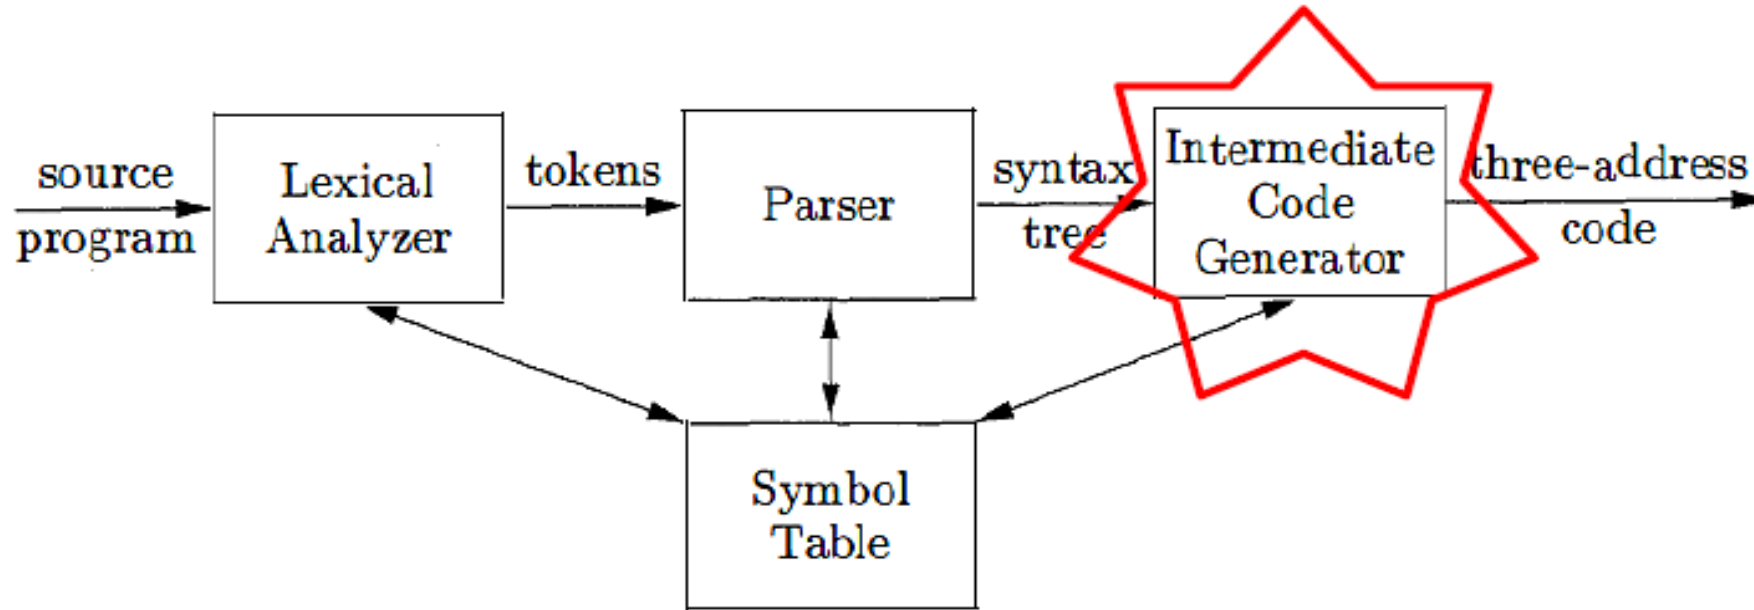 source
program
Lexical
Analyzer
tokens
Parser
syntax
tree
Intermediate
Code
Generator
three-address
code
Symbol
Table